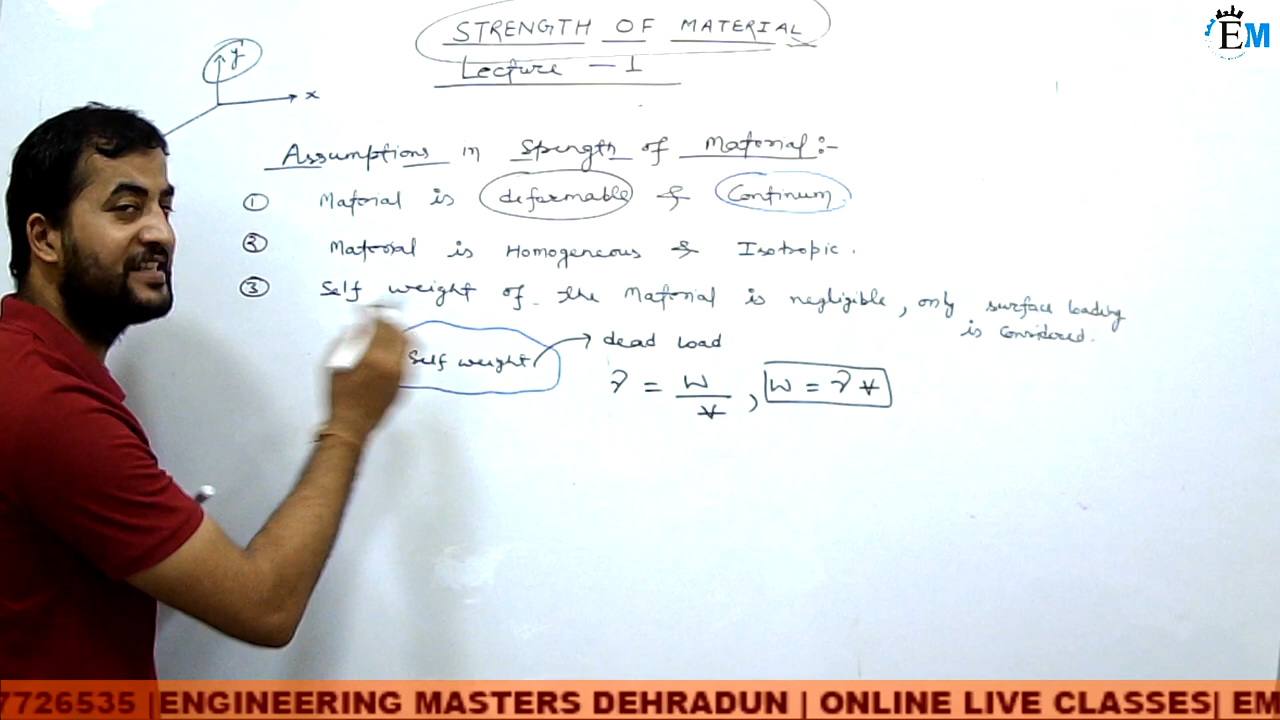 STRENGTH OF MATERIAL
Lecture - 1
EM
y
x
Assumptions in Strength of Material:-
① Material is deformable & Continum
② Material is Homogeneous & Isotropic.
③ Self weight of the Material is negligible, only surface loading
is considered.
Self weight → dead load
γ = W / V, W = γ V
7726535 |ENGINEERING MASTERS DEHRADUN | ONLINE LIVE CLASSES| EM